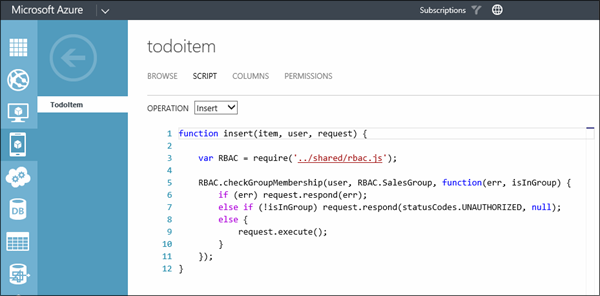 Microsoft Azure
Subscriptions
todoitem
BROWSE SCRIPT COLUMNS PERMISSIONS
TodoItem
OPERATION Insert
1 function insert(item, user, request) {
2
3 var RBAC = require('../shared/rbac.js');
4
5 RBAC.checkGroupMembership(user, RBAC.SalesGroup, function(err, isInGroup) {
6 if (err) request.respond(err);
7 else if (!isInGroup) request.respond(statusCodes.UNAUTHORIZED, null);
8 else {
9 request.execute();
10 }
11 });
12 }
DB